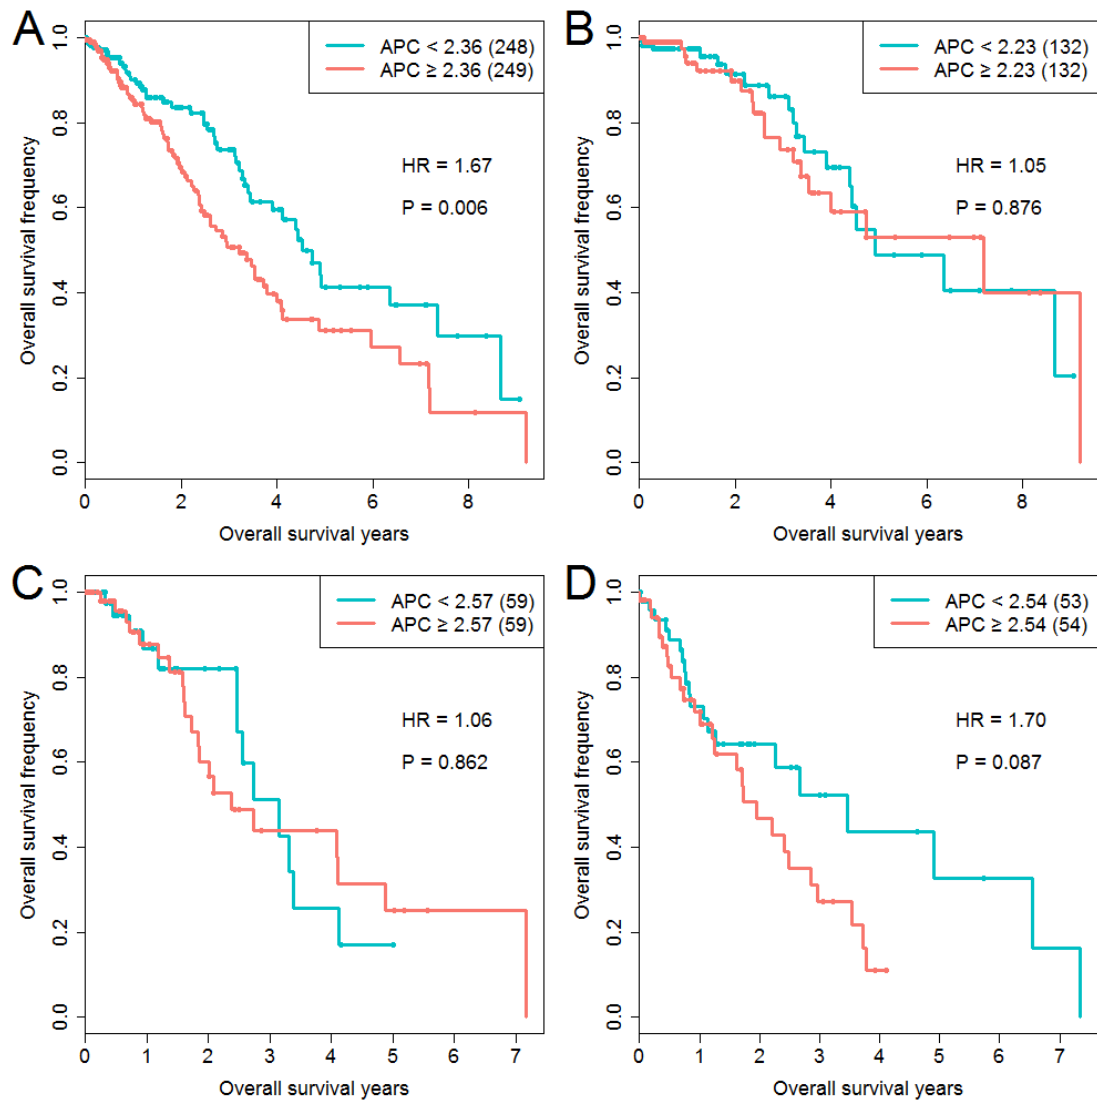 A
APC < 2.36 (248)
APC ≥ 2.36 (249)
HR = 1.67
P = 0.006
Overall survival frequency
0.0 0.2 0.4 0.6 0.8 1.0
0 2 4 6 8
Overall survival years
B
APC < 2.23 (132)
APC ≥ 2.23 (132)
HR = 1.05
P = 0.876
Overall survival frequency
0.0 0.2 0.4 0.6 0.8 1.0
0 2 4 6 8
Overall survival years
C
APC < 2.57 (59)
APC ≥ 2.57 (59)
HR = 1.06
P = 0.862
Overall survival frequency
0.0 0.2 0.4 0.6 0.8 1.0
0 1 2 3 4 5 6 7
Overall survival years
D
APC < 2.54 (53)
APC ≥ 2.54 (54)
HR = 1.70
P = 0.087
Overall survival frequency
0.0 0.2 0.4 0.6 0.8 1.0
0 1 2 3 4 5 6 7
Overall survival years